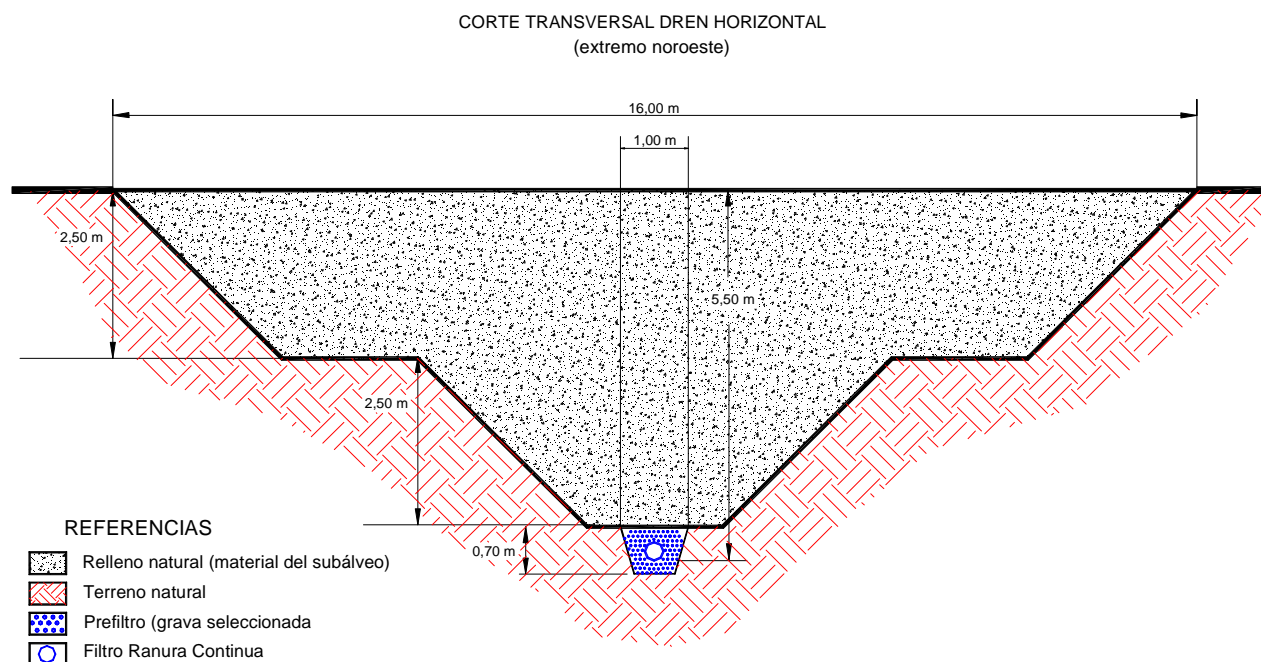 CORTE TRANSVERSAL DREN HORIZONTAL
(extremo noroeste)
16,00 m
1,00 m
2,50 m
5,50 m
2,50 m
0,70 m
REFERENCIAS
Relleno natural (material del subálveo)
Terreno natural
Prefiltro (grava seleccionada
Filtro Ranura Continua